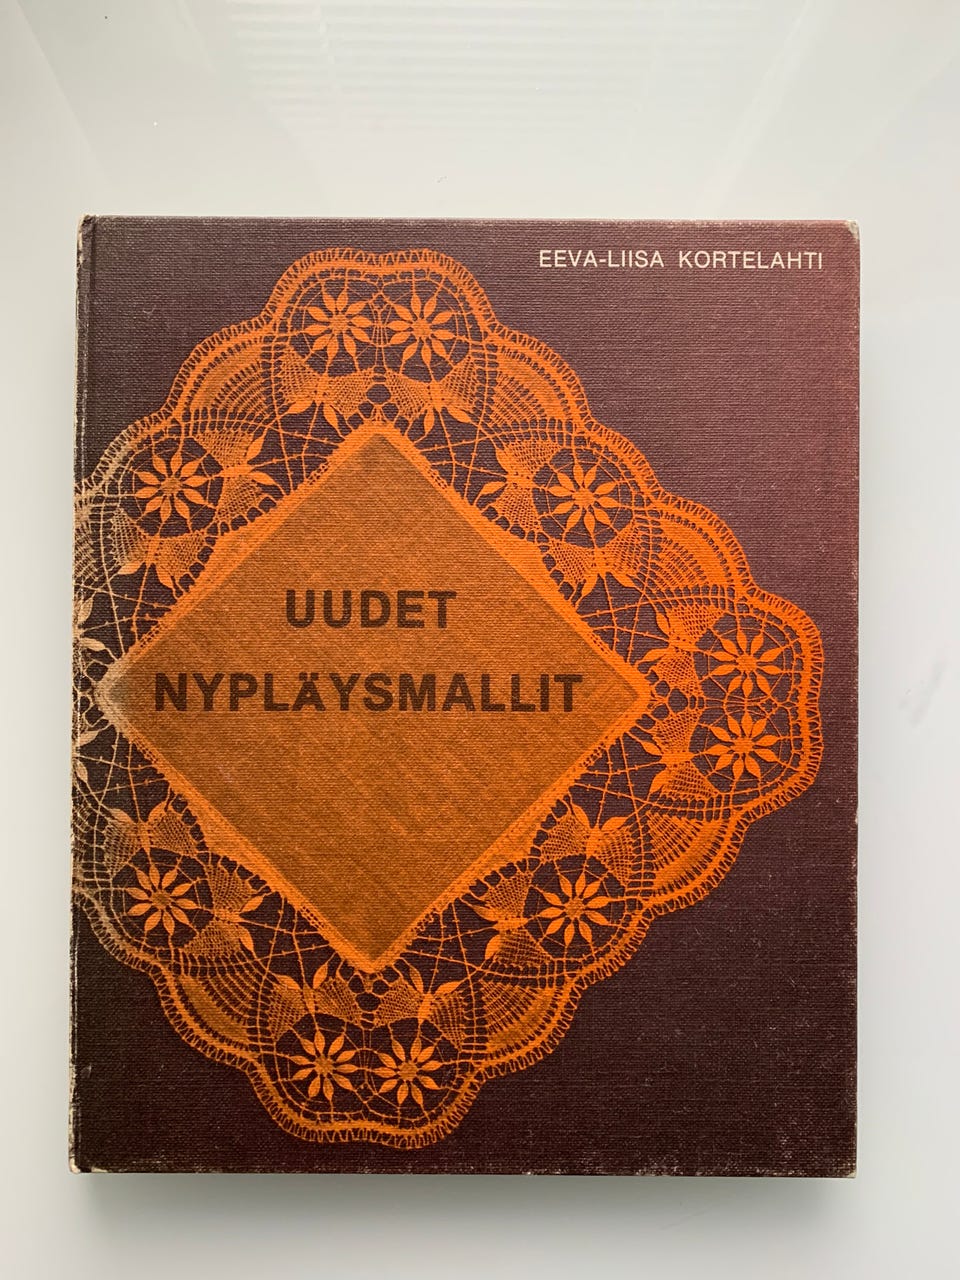 EEVA-LIISA KORTELAHTI
UUDET
NYPLÄYSMALLIT